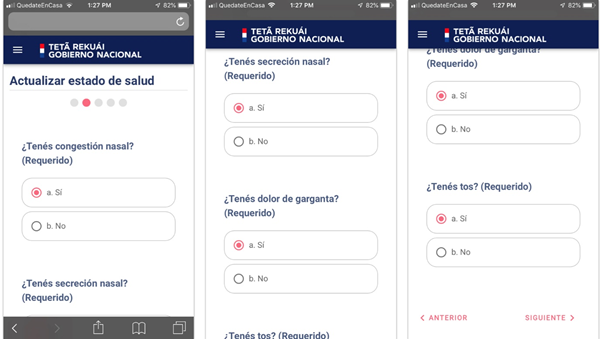 QuedateEnCasa 1:27 PM 82%
TETÃ REKUÁI
GOBIERNO NACIONAL
Actualizar estado de salud
¿Tenés congestión nasal?
(Requerido)
a. Sí
b. No
¿Tenés secreción nasal?
(Requerido)
QuedateEnCasa 1:27 PM 82%
TETÃ REKUÁI
GOBIERNO NACIONAL
¿Tenés secreción nasal?
(Requerido)
a. Sí
b. No
¿Tenés dolor de garganta?
(Requerido)
a. Sí
b. No
¿Tenés tos? (Requerido)
QuedateEnCasa 1:27 PM 82%
TETÃ REKUÁI
GOBIERNO NACIONAL
¿Tenés dolor de garganta?
(Requerido)
a. Sí
b. No
¿Tenés tos? (Requerido)
a. Sí
b. No
ANTERIOR SIGUIENTE